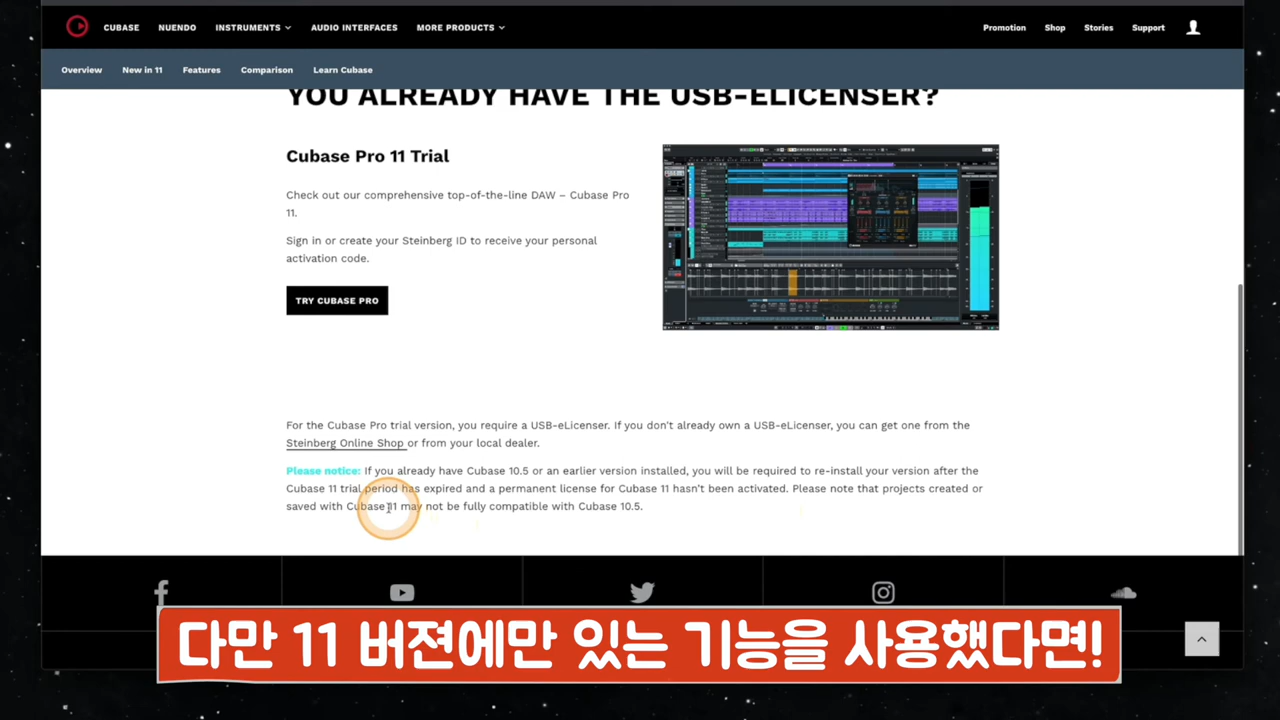 CUBASE NUENDO INSTRUMENTS AUDIO INTERFACES MORE PRODUCTS Promotion Shop Stories Support
Overview New in 11 Features Comparison Learn Cubase
YOU ALREADY HAVE THE USB-ELICENSER?
Cubase Pro 11 Trial
Check out our comprehensive top-of-the-line DAW – Cubase Pro
11.
Sign in or create your Steinberg ID to receive your personal
activation code.
TRY CUBASE PRO
For the Cubase Pro trial version, you require a USB-eLicenser. If you don't already own a USB-eLicenser, you can get one from the
Steinberg Online Shop or from your local dealer.
Please notice: If you already have Cubase 10.5 or an earlier version installed, you will be required to re-install your version after the
Cubase 11 trial period has expired and a permanent license for Cubase 11 hasn't been activated. Please note that projects created or
saved with Cubase 11 may not be fully compatible with Cubase 10.5.
다만 11 버젼에만 있는 기능을 사용했다면!